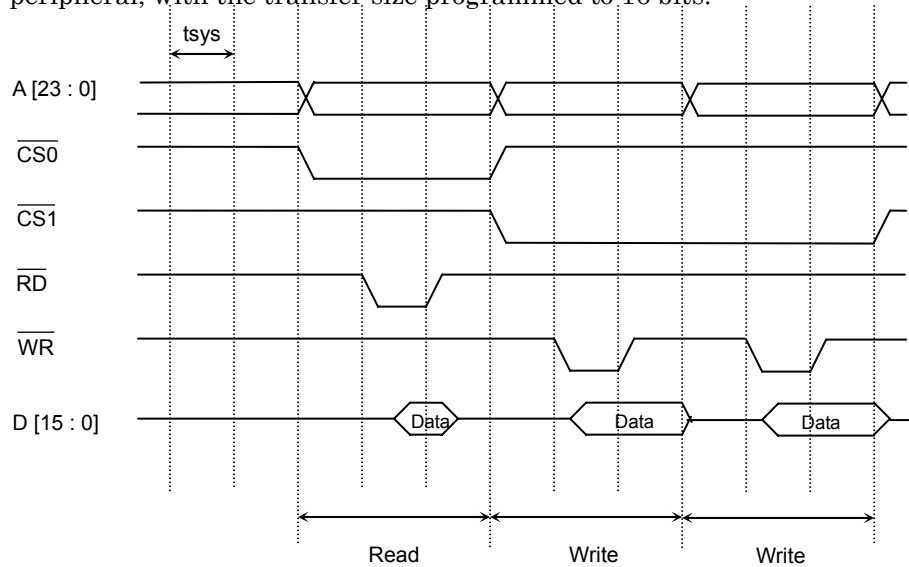 peripheral, with the transfer size programmed to 16 bits.
tsys
A [23 : 0]
CS0
CS1
RD
WR
D [15 : 0]
Data
Data
Data
Read
Write
Write